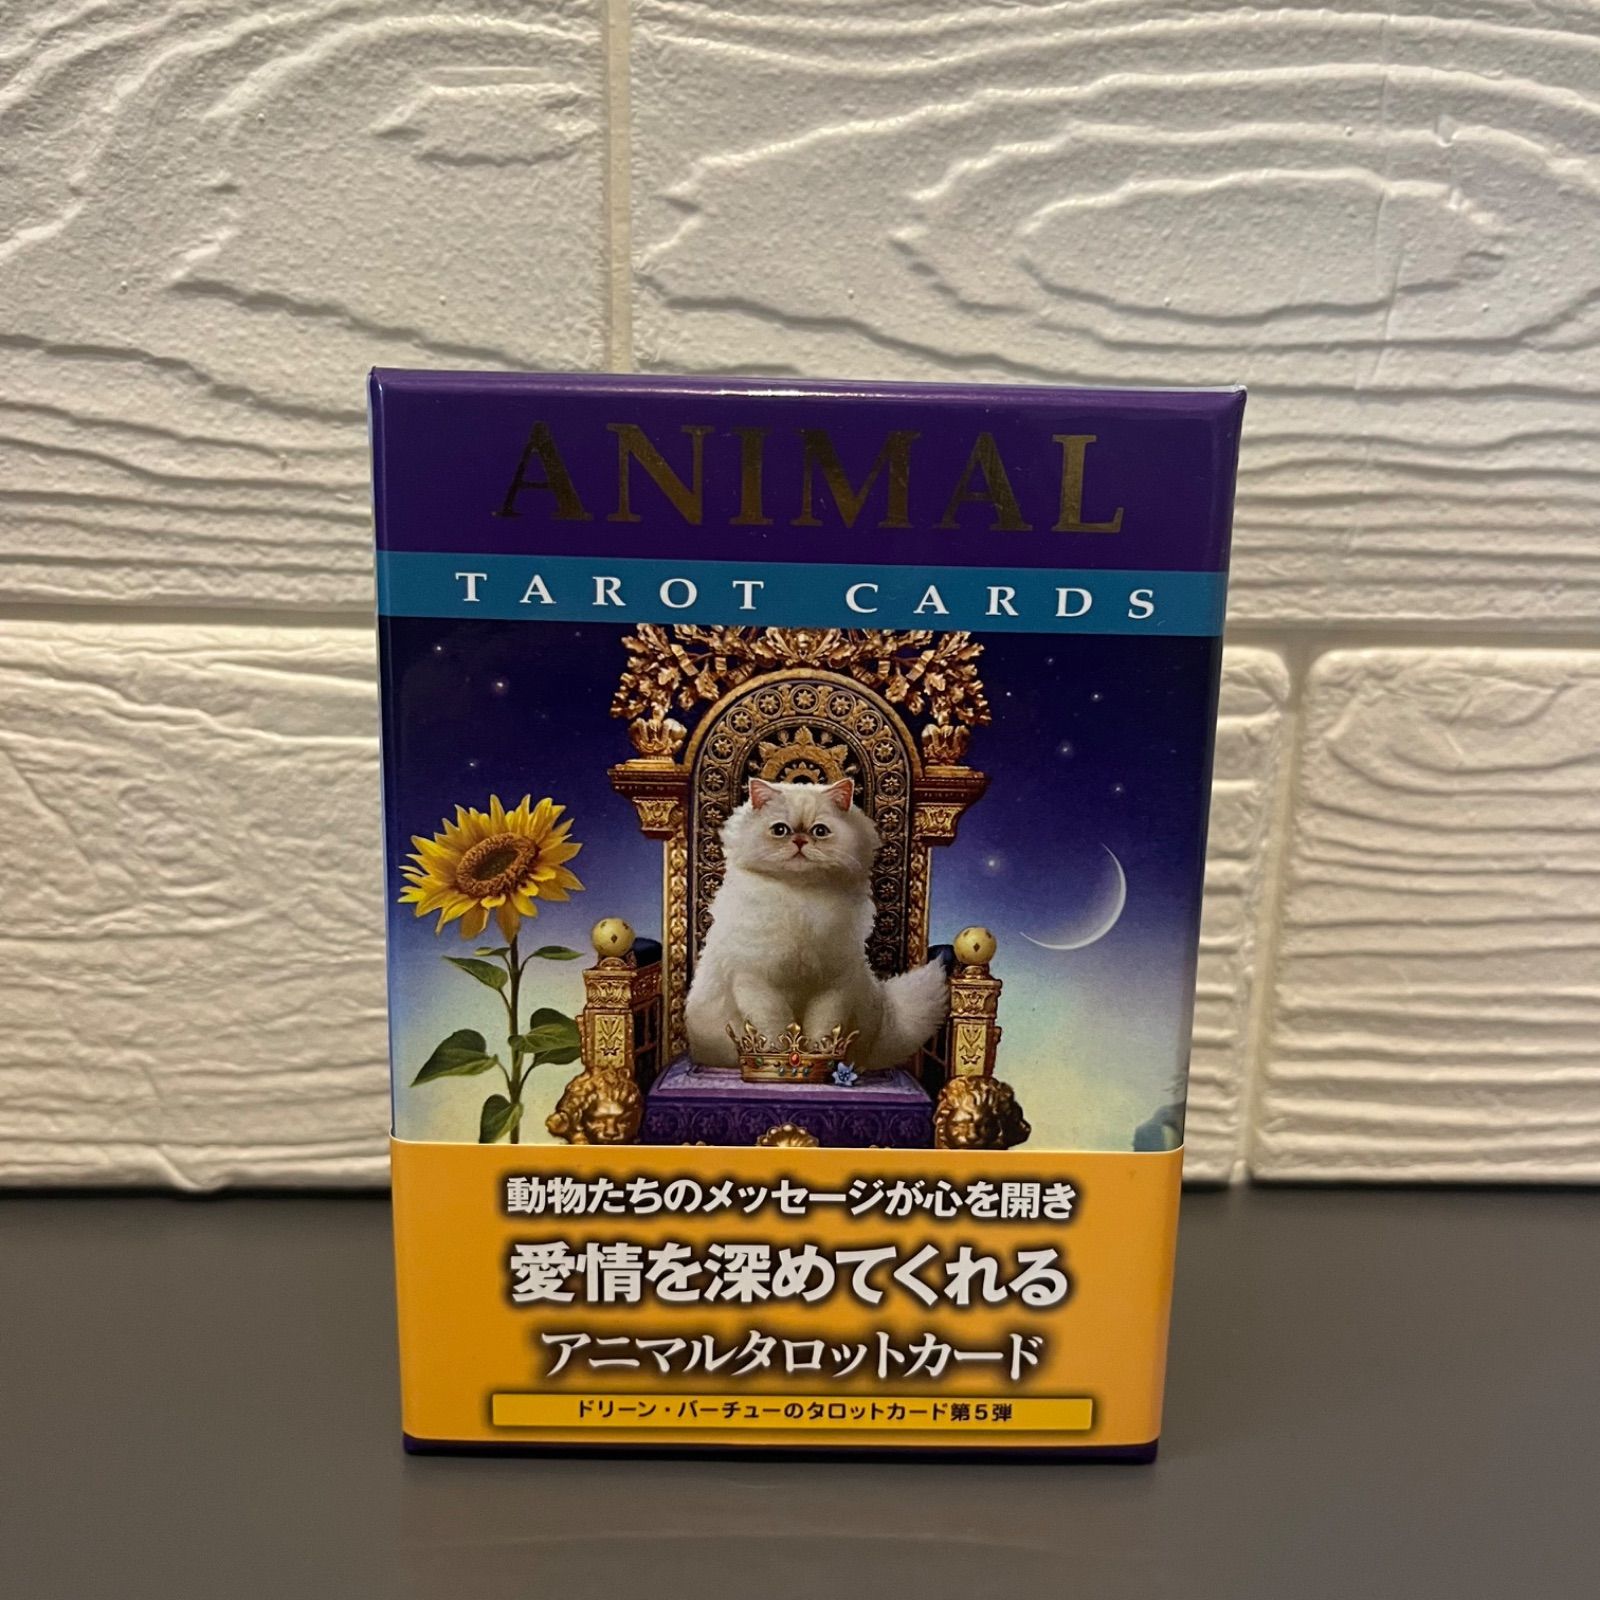 ANIMAL
TAROT CARDS
動物たちのメッセージが心を開き
愛情を深めてくれる
アニマルタロットカード
ドリーン・バーチューのタロットカード第5弾